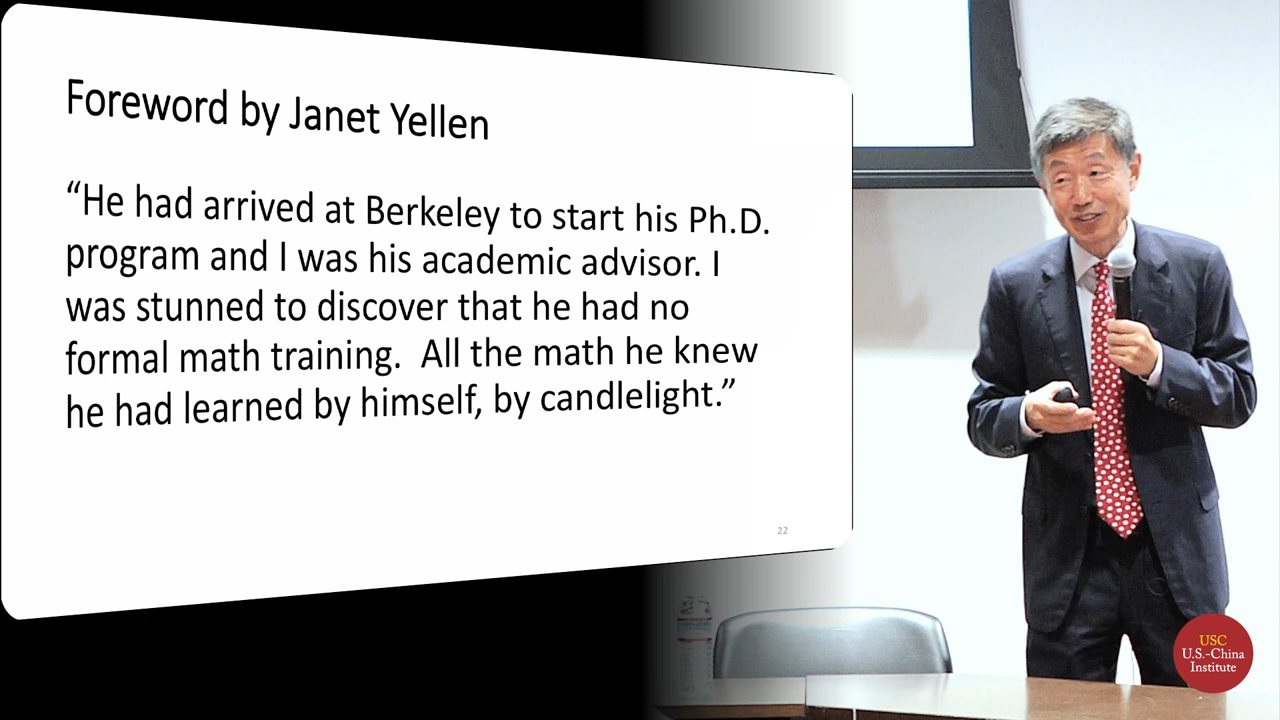 Foreword by Janet Yellen
“He had arrived at Berkeley to start his Ph.D.
program and I was his academic advisor. I
was stunned to discover that he had no
formal math training.  All the math he knew
he had learned by himself, by candlelight.”
22
USC
U.S.-China
Institute